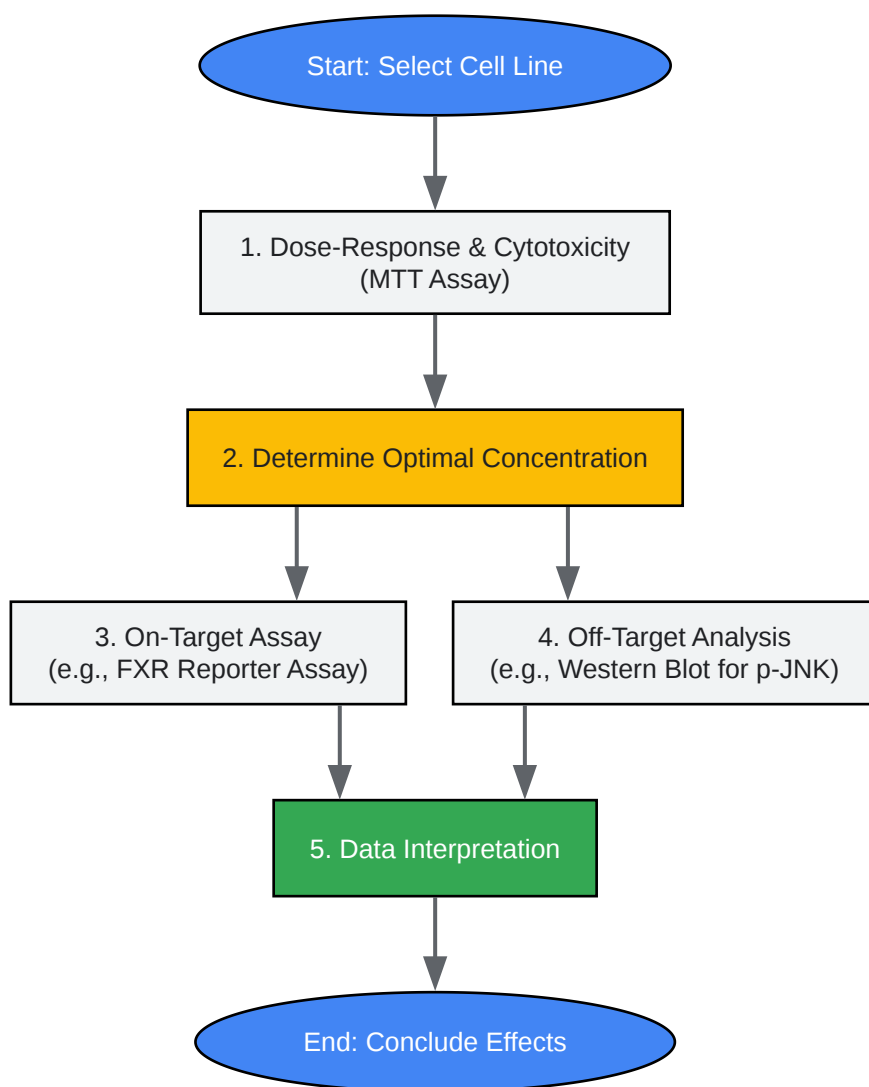 Start: Select Cell Line
1. Dose-Response & Cytotoxicity
(MTT Assay)
2. Determine Optimal Concentration
3. On-Target Assay
(e.g., FXR Reporter Assay)
4. Off-Target Analysis
(e.g., Western Blot for p-JNK)
5. Data Interpretation
End: Conclude Effects